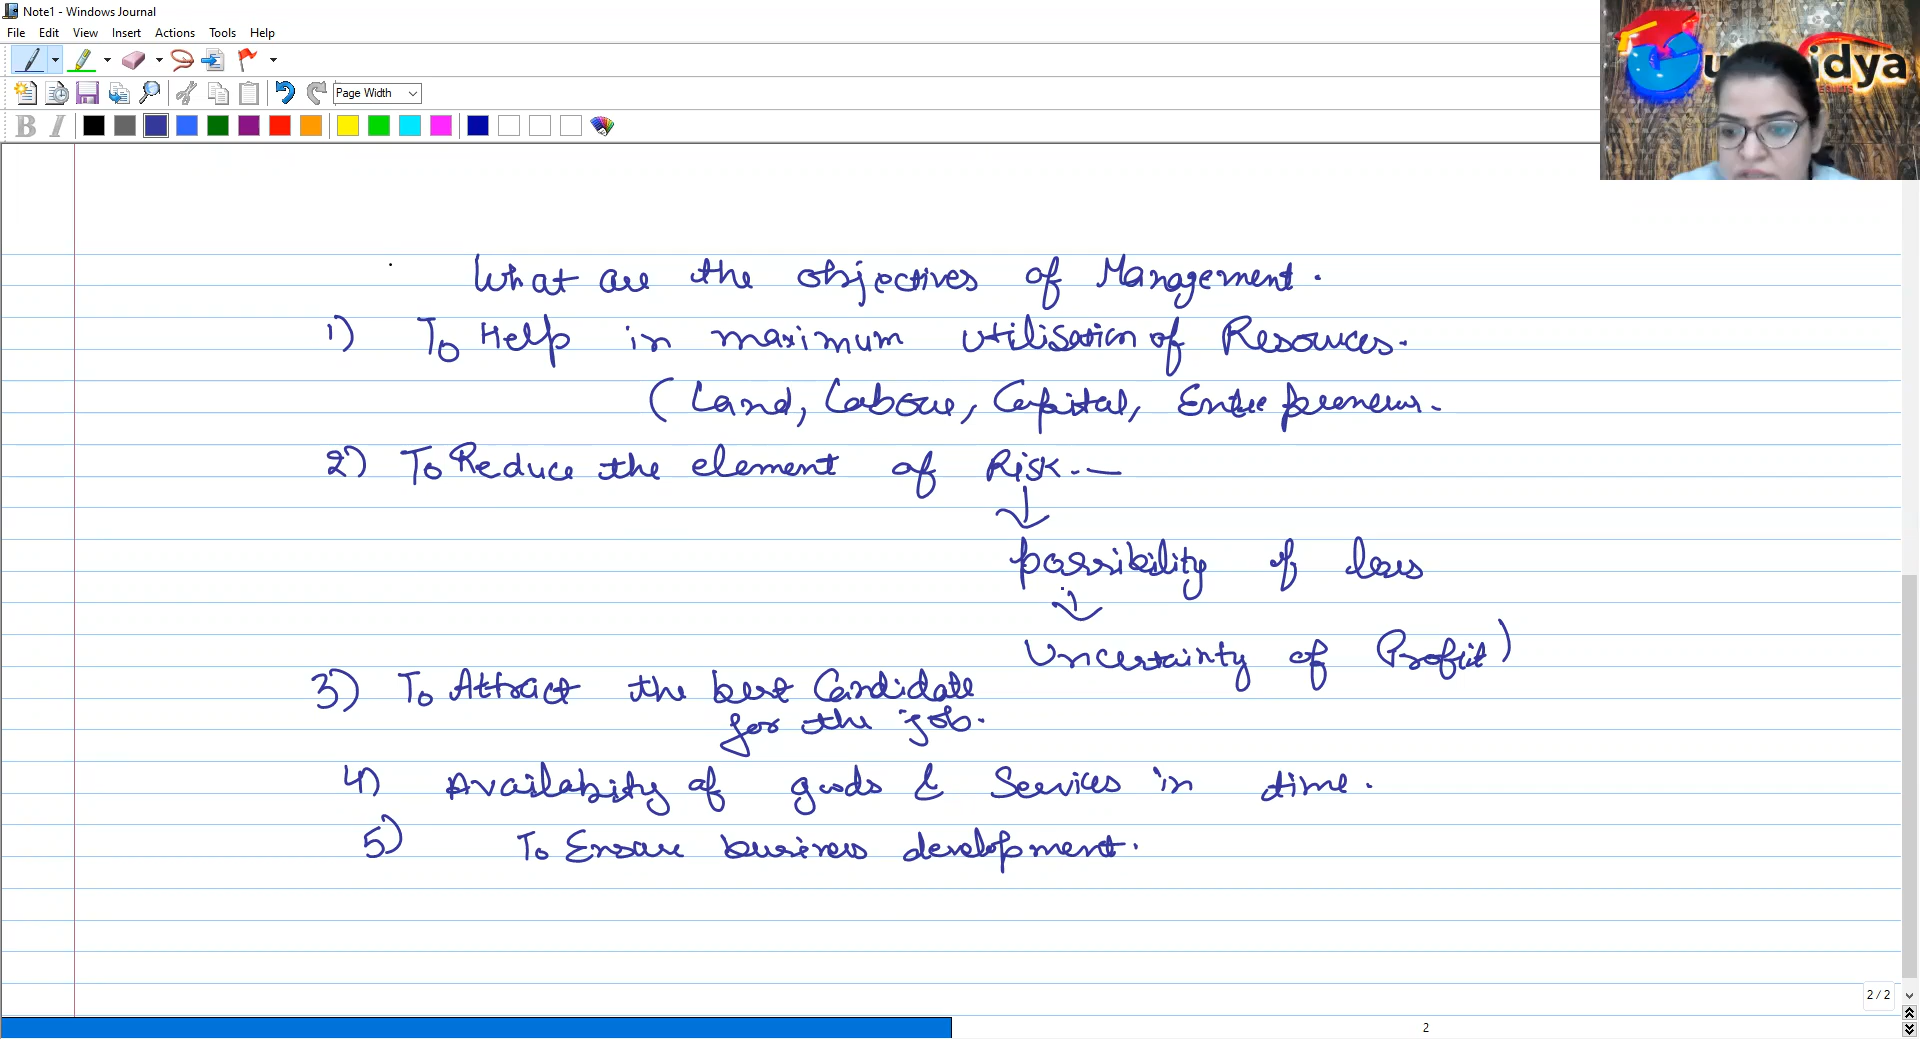 Note1 - Windows Journal
File Edit View Insert Actions Tools Help
Page Width
B I
idya
What are the objectives of Management.
1) To Help in maximum utilisation of Resources.
(Land, Labour, Capital, Entrepreneur.
2) To Reduce the element of Risk. —
possibility of loss
Uncertainty of Profit)
3) To Attract the best Candidate
for the job.
4) Availabity of goods & Services in time.
5) To Ensure business development.
2 / 2
2